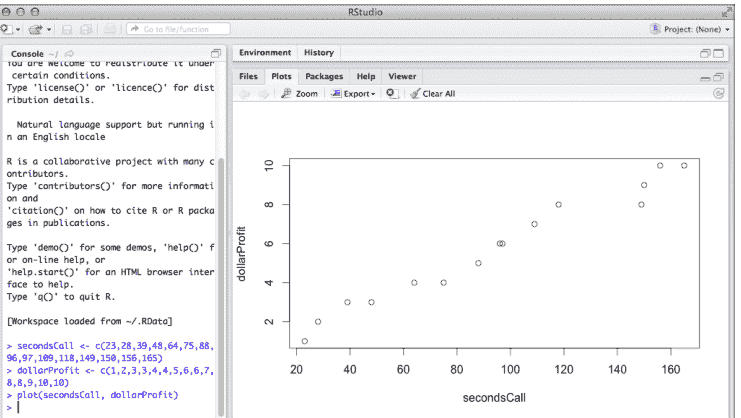 RStudio
Go to file/function
Project: (None)
Console ~/
You are welcome to redistribute it under
certain conditions.
Type 'license()' or 'licence()' for dist
ribution details.
Natural language support but running i
n an English locale
R is a collaborative project with many c
ontributors.
Type 'contributors()' for more informati
on and
'citation()' on how to cite R or R packa
ges in publications.
Type 'demo()' for some demos, 'help()' f
or on-line help, or
'help.start()' for an HTML browser inter
face to help.
Type 'q()' to quit R.
[Workspace loaded from ~/.RData]
> secondsCall <- c(23,28,39,48,64,75,88,
96,97,109,118,149,150,156,165)
> dollarProfit <- c(1,2,3,3,4,4,5,6,6,7,
8,8,9,10,10)
> plot(secondsCall, dollarProfit)
>
Environment History
Files Plots Packages Help Viewer
Zoom Export Clear All
dollarProfit
10
8
6
4
2
20 40 60 80 100 120 140 160
secondsCall